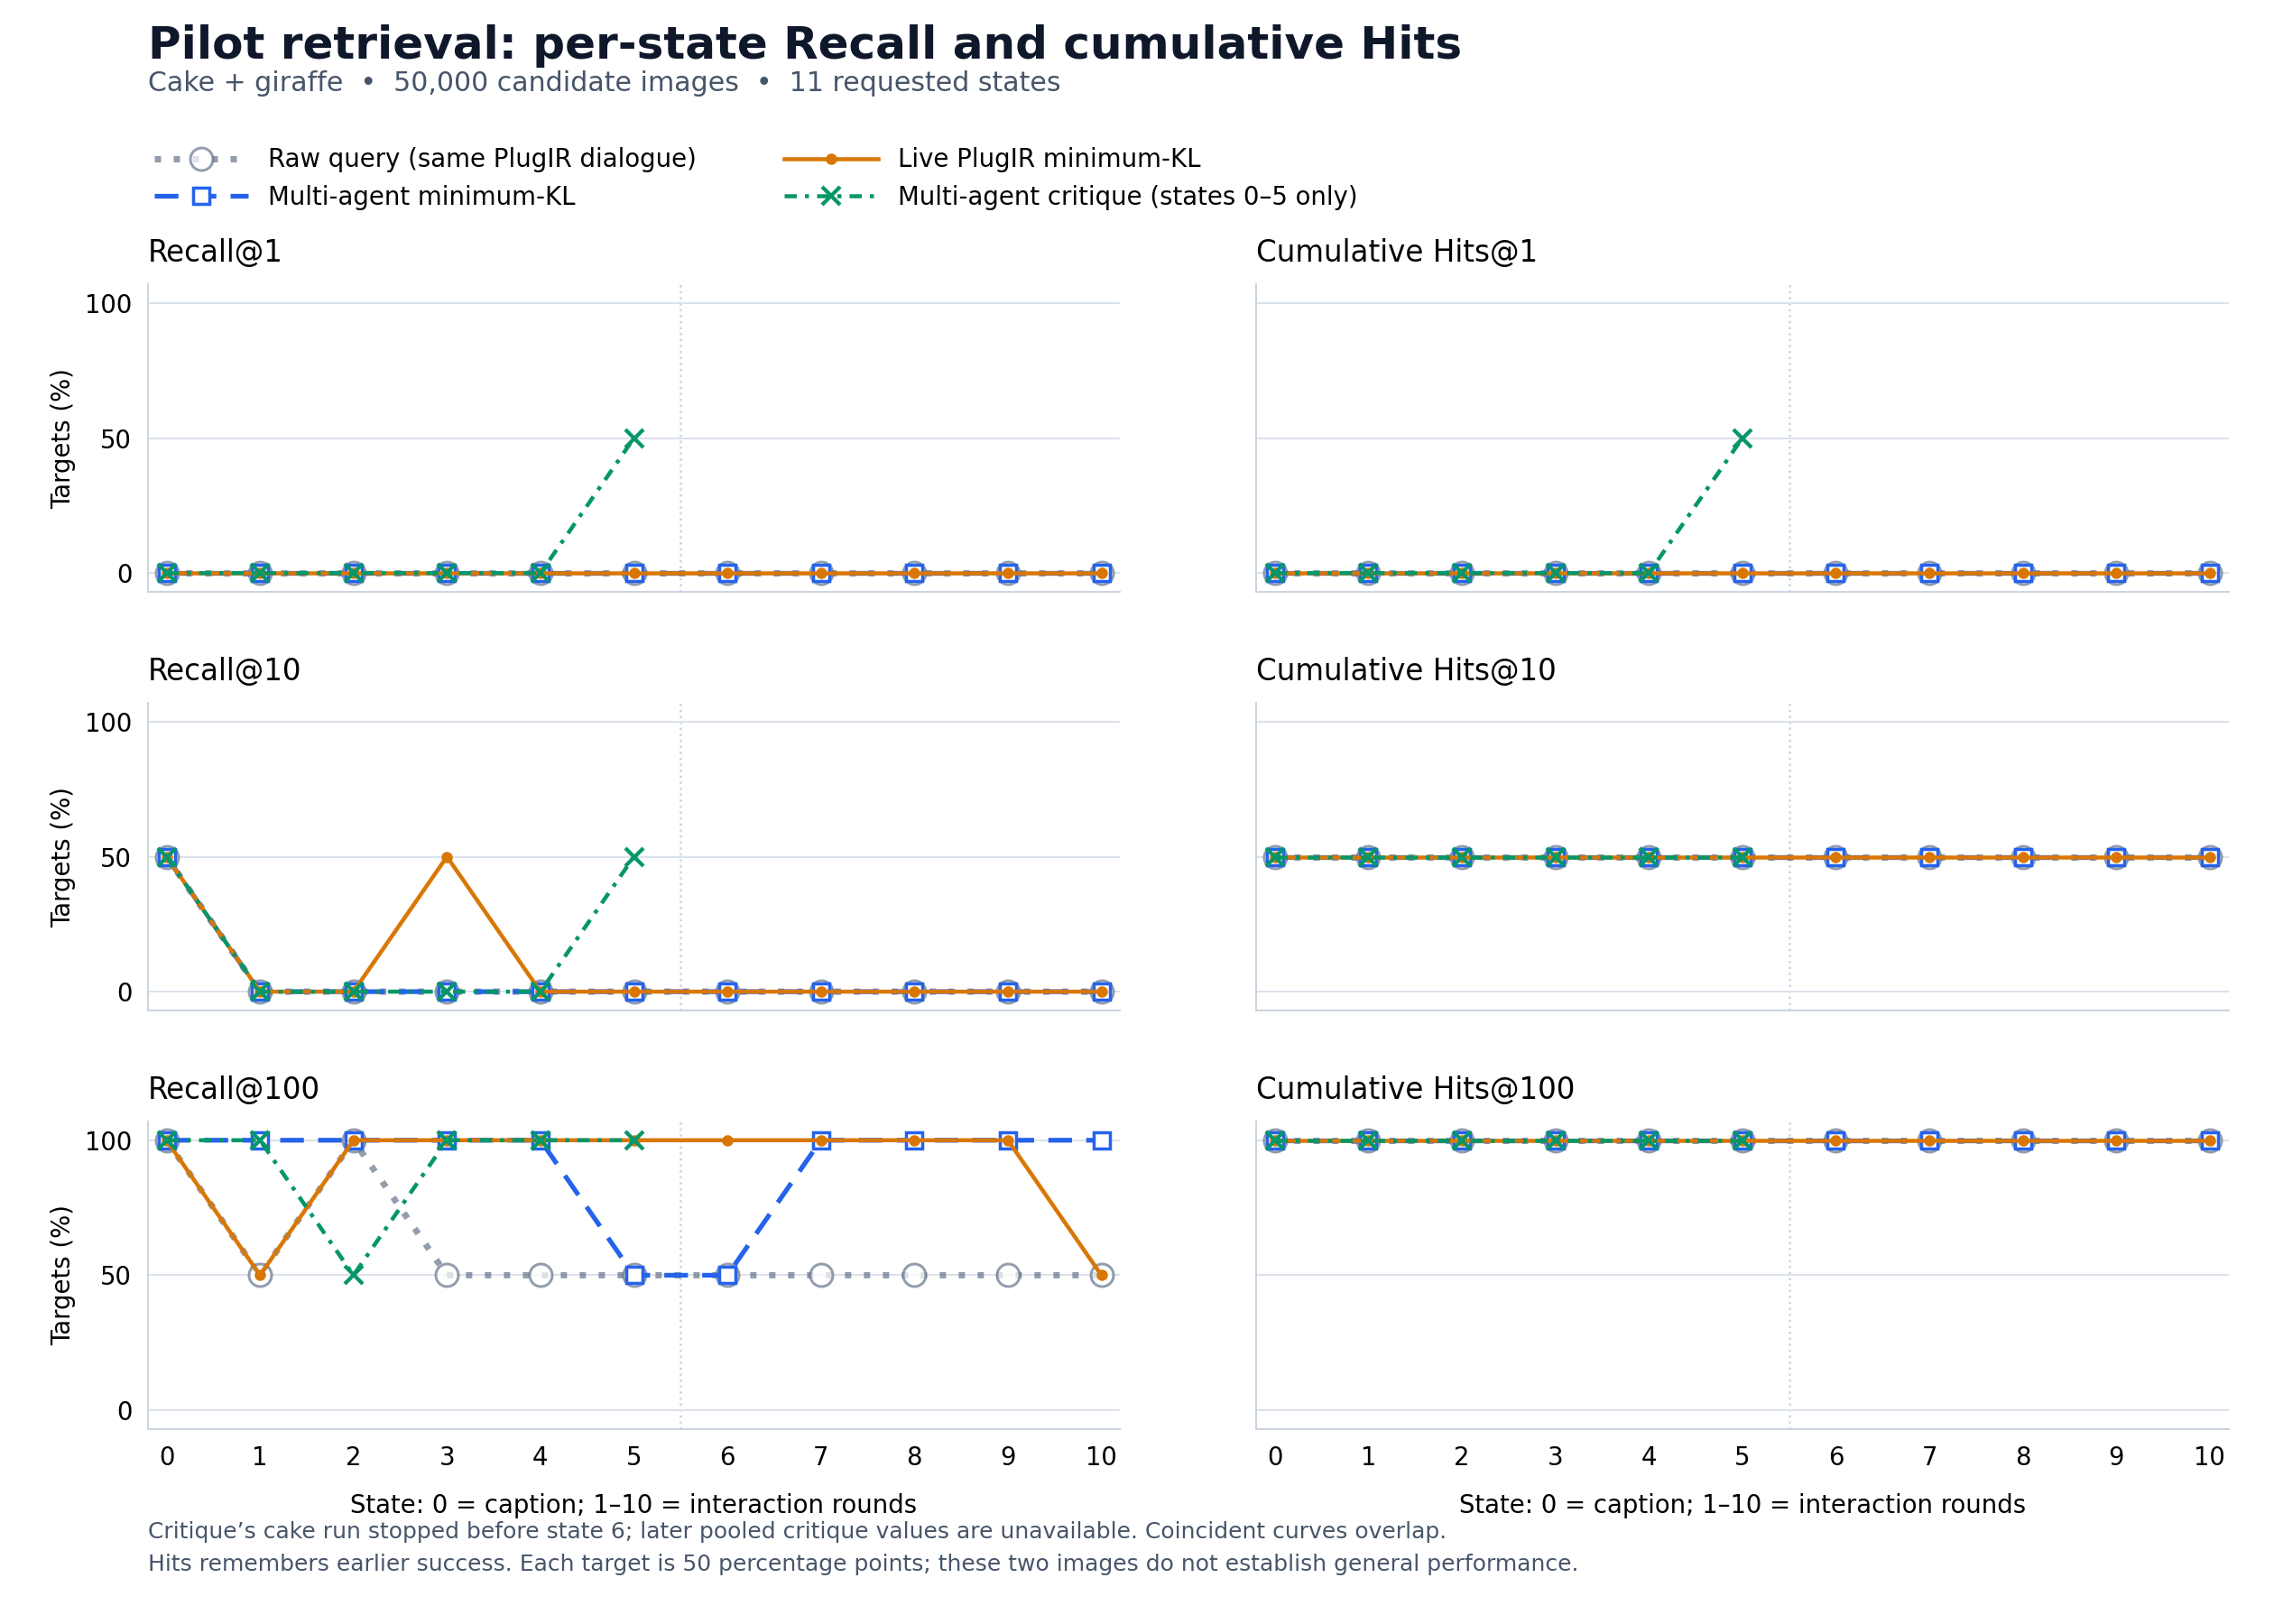 Pilot retrieval: per-state Recall and cumulative Hits
Cake + giraffe • 50,000 candidate images • 11 requested states
Raw query (same PlugIR dialogue)
Live PlugIR minimum-KL
Multi-agent minimum-KL
Multi-agent critique (states 0–5 only)
Recall@1
Cumulative Hits@1
100
50
0
Targets (%)
Recall@10
Cumulative Hits@10
100
50
0
Targets (%)
Recall@100
Cumulative Hits@100
100
50
0
Targets (%)
0 1 2 3 4 5 6 7 8 9 10
0 1 2 3 4 5 6 7 8 9 10
State: 0 = caption; 1–10 = interaction rounds
State: 0 = caption; 1–10 = interaction rounds
Critique’s cake run stopped before state 6; later pooled critique values are unavailable. Coincident curves overlap.
Hits remembers earlier success. Each target is 50 percentage points; these two images do not establish general performance.